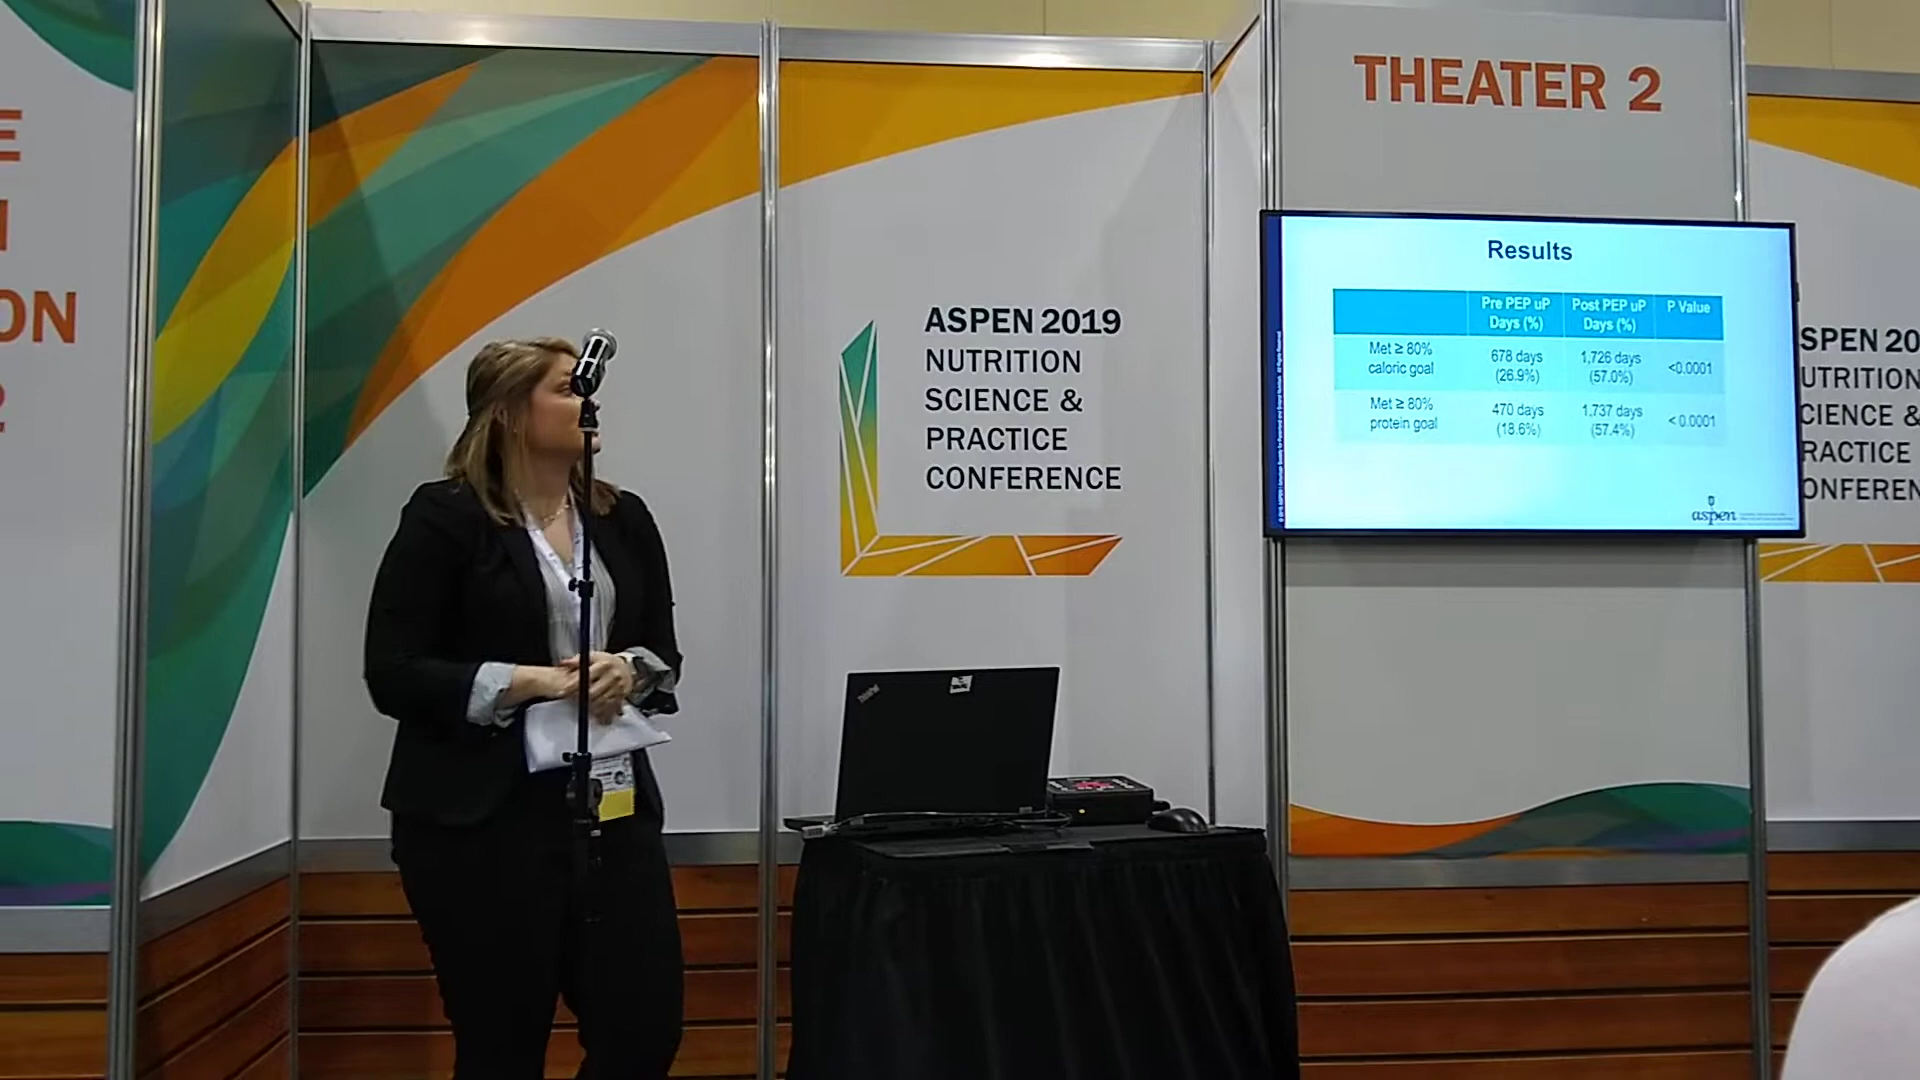 E
N
ON
2
THEATER 2
ASPEN 2019
NUTRITION
SCIENCE &
PRACTICE
CONFERENCE
Results
Pre PEP uP
Days (%)
Post PEP uP
Days (%)
P Value
Met ≥ 80%
caloric goal
678 days
(26.9%)
1,726 days
(57.0%)
<0.0001
Met ≥ 80%
protein goal
470 days
(18.6%)
1,737 days
(57.4%)
< 0.0001
aspen
SPEN 20
UTRITION
CIENCE &
RACTICE
ONFEREN
ThinkPad